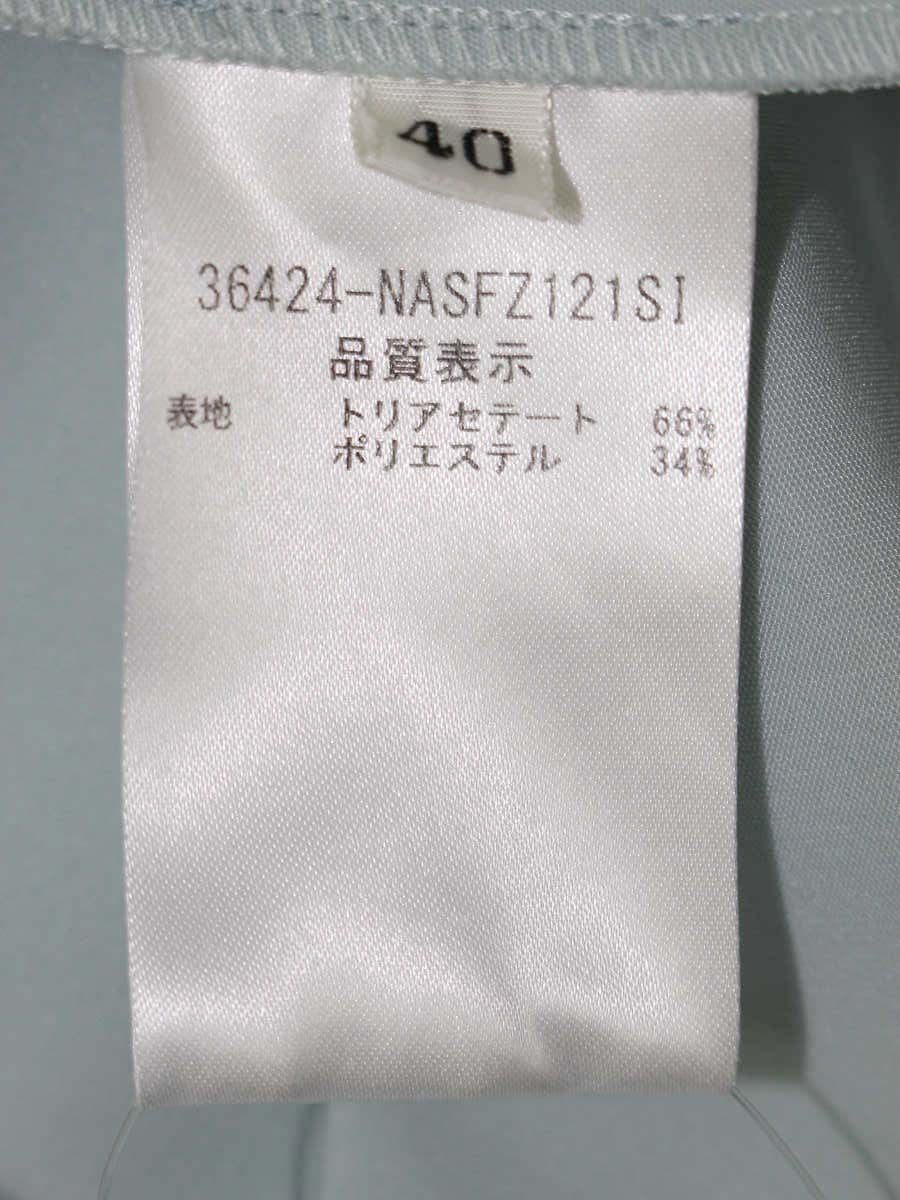 40
36424-NASFZ121SI
品質表示
表地 トリアセテート 66%
ポリエステル 34%